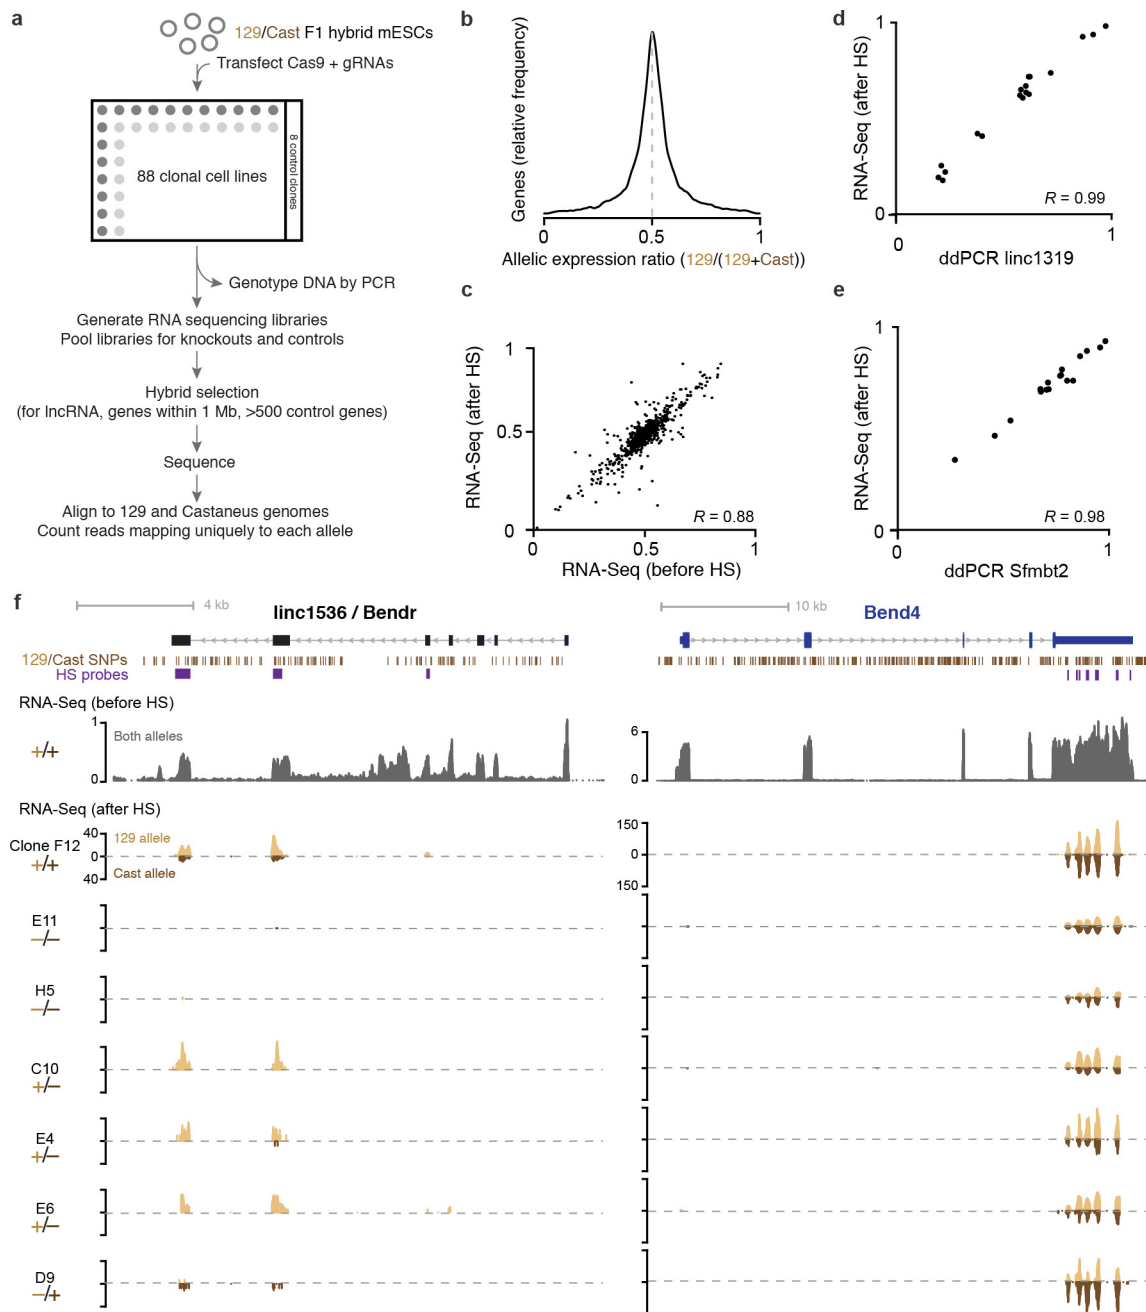 a
129/Cast F1 hybrid mESCs
Transfect Cas9 + gRNAs
88 clonal cell lines
8 control clones
Genotype DNA by PCR
Generate RNA sequencing libraries
Pool libraries for knockouts and controls
Hybrid selection
(for lncRNA, genes within 1 Mb, >500 control genes)
Sequence
Align to 129 and Castaneus genomes
Count reads mapping uniquely to each allele
b
Genes (relative frequency)
0
0.5
1
Allelic expression ratio (129/(129+Cast))
c
RNA-Seq (after HS)
1
0.5
0
R = 0.88
0
0.5
1
RNA-Seq (before HS)
d
RNA-Seq (after HS)
1
0
R = 0.99
0
1
ddPCR linc1319
e
RNA-Seq (after HS)
1
0
R = 0.98
0
1
ddPCR Sfmbt2
f
4 kb
linc1536 / Bendr
10 kb
Bend4
129/Cast SNPs
HS probes
RNA-Seq (before HS)
+/+
1
0
Both alleles
6
0
RNA-Seq (after HS)
Clone F12
+/+
40
0
40
129 allele
Cast allele
150
0
150
E11
−/−
H5
−/−
C10
+/−
E4
+/−
E6
+/−
D9
−/+